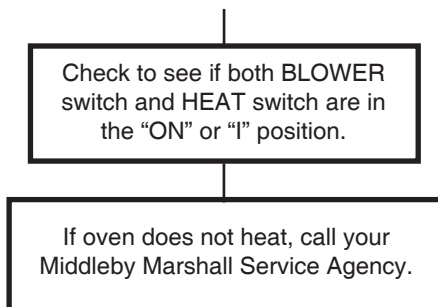 Check to see if both BLOWER
switch and HEAT switch are in
the “ON” or “I” position.
If oven does not heat, call your
Middleby Marshall Service Agency.